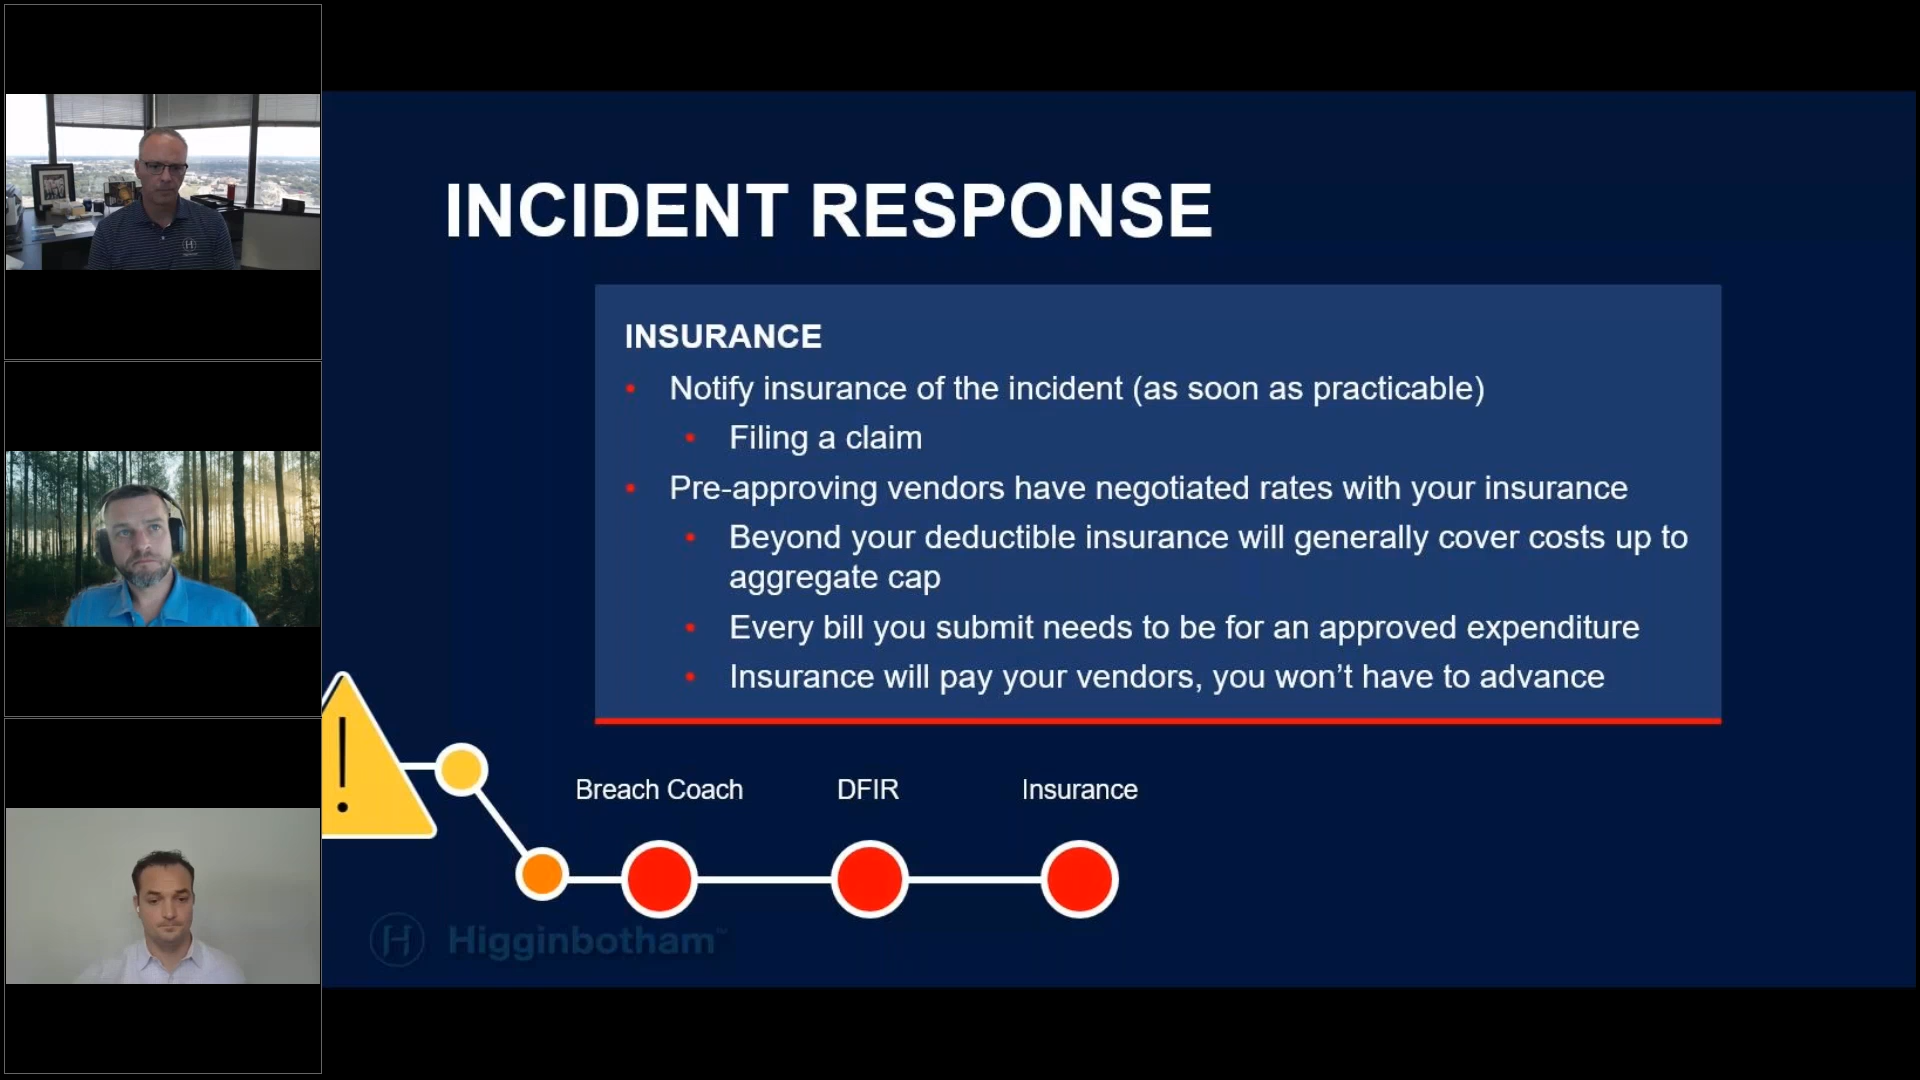 INCIDENT RESPONSE
INSURANCE
• Notify insurance of the incident (as soon as practicable)
• Filing a claim
• Pre-approving vendors have negotiated rates with your insurance
• Beyond your deductible insurance will generally cover costs up to
aggregate cap
• Every bill you submit needs to be for an approved expenditure
• Insurance will pay your vendors, you won’t have to advance
!
Breach Coach DFIR Insurance
H Higginbotham™